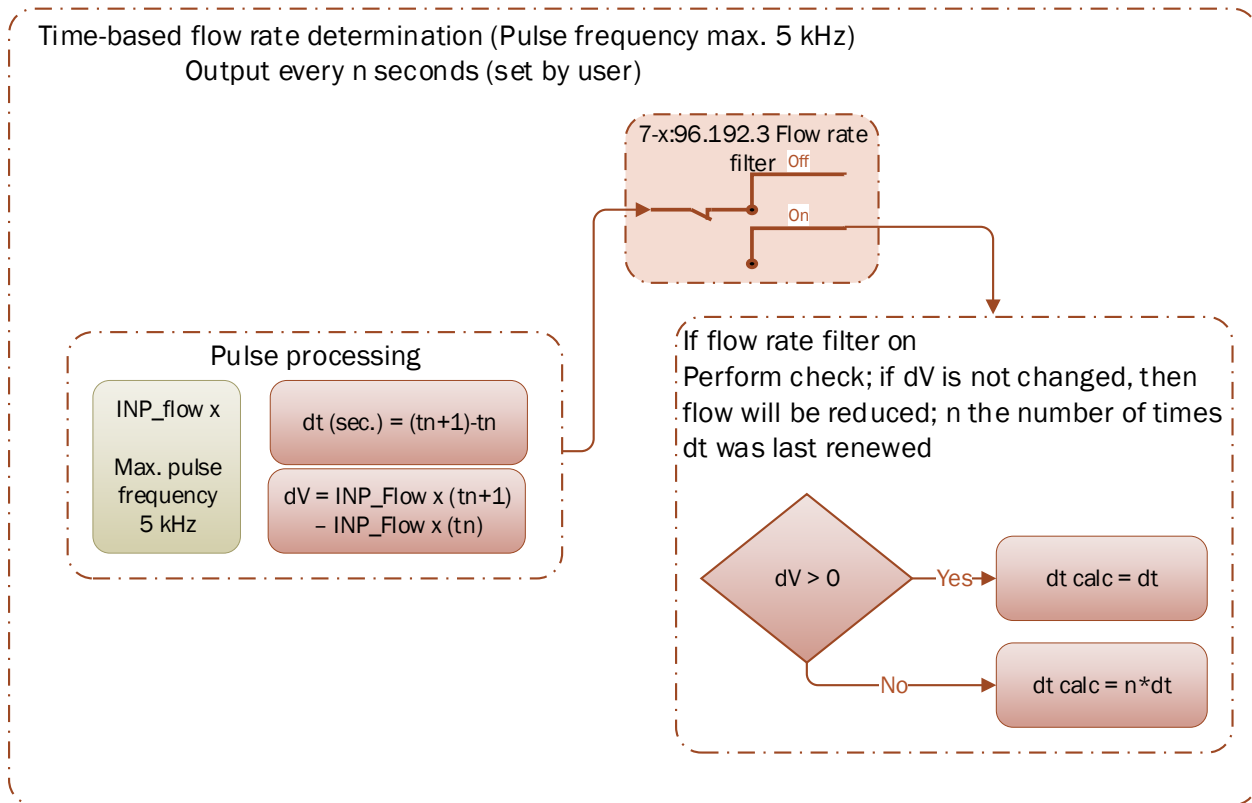 Time-based flow rate determination (Pulse frequency max. 5 kHz)
Output every n seconds (set by user)
7-x:96.192.3 Flow rate
filter
Off
On
Pulse processing
INP_flow x
Max. pulse
frequency
5 kHz
dt (sec.) = (tn+1)-tn
dV = INP_Flow x (tn+1)
– INP_Flow x (tn)
If flow rate filter on
Perform check; if dV is not changed, then
flow will be reduced; n the number of times
dt was last renewed
dV > 0
Yes
dt calc = dt
No
dt calc = n*dt